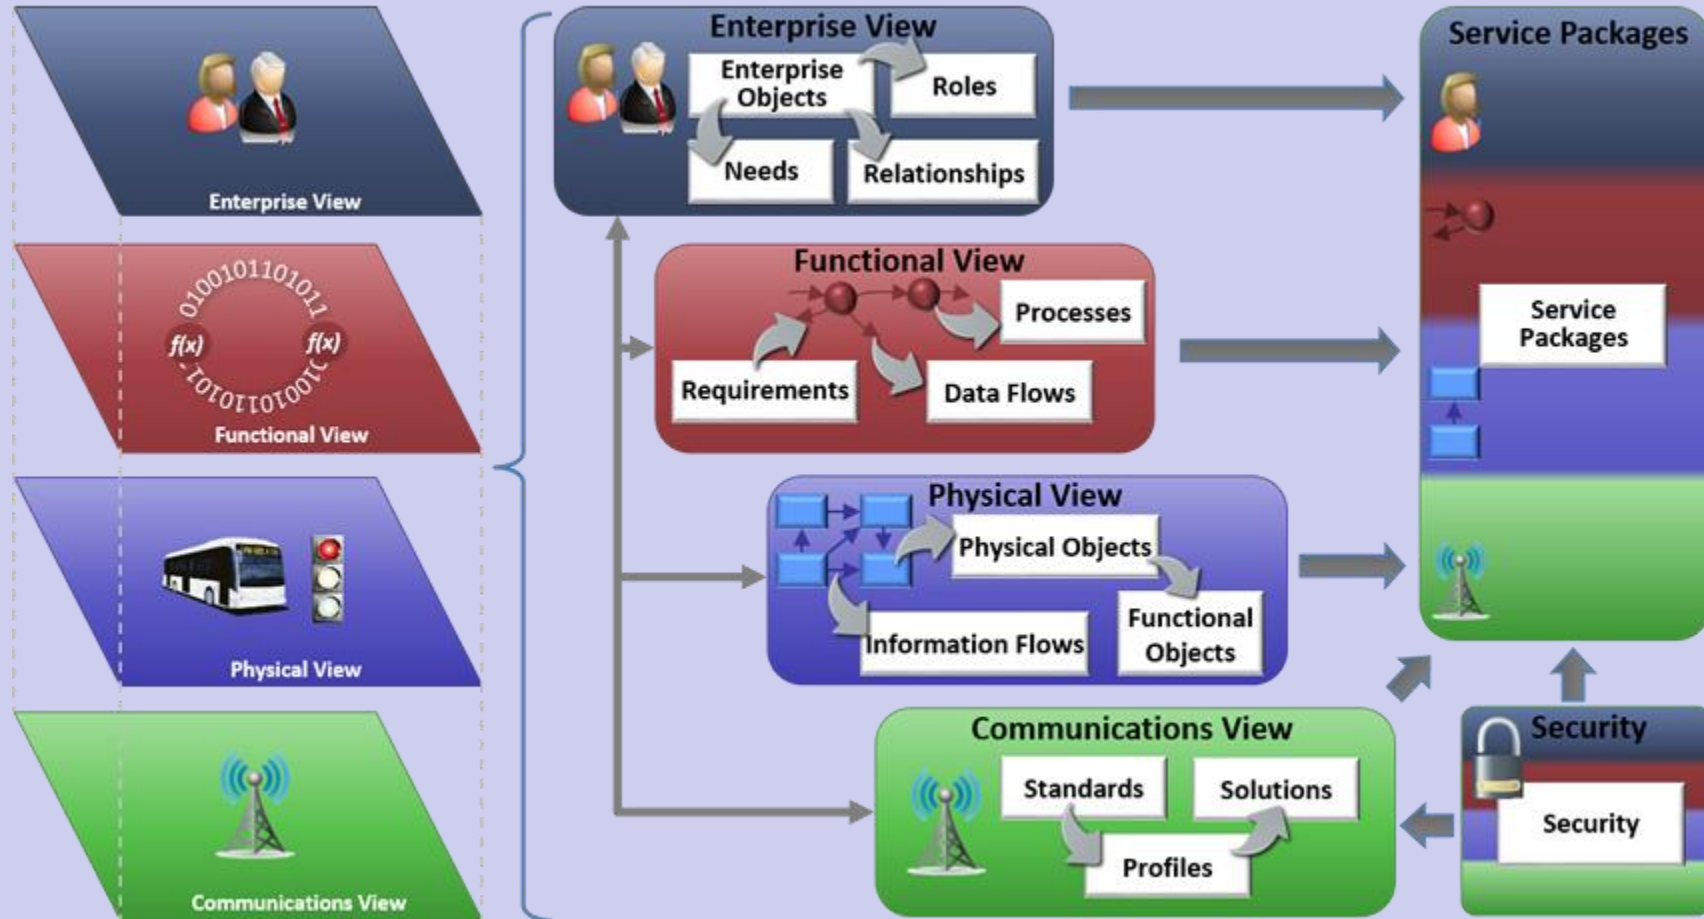 Enterprise View
010010110101011
f(x)
f(x)
Functional View
Physical View
Communications View
Enterprise View
Enterprise
Objects
Roles
Needs
Relationships
Functional View
Processes
Requirements
Data Flows
Physical View
Physical Objects
Information Flows
Functional
Objects
Communications View
Standards
Solutions
Profiles
Service Packages
Service
Packages
Security
Security